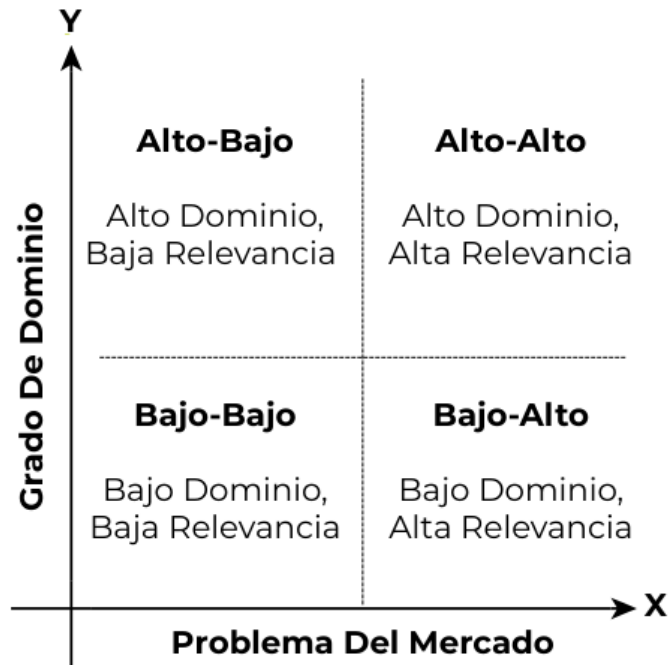 Y
Grado De Dominio
Alto-Bajo
Alto Dominio,
Baja Relevancia
Alto-Alto
Alto Dominio,
Alta Relevancia
Bajo-Bajo
Bajo Dominio,
Baja Relevancia
Bajo-Alto
Bajo Dominio,
Alta Relevancia
X
Problema Del Mercado